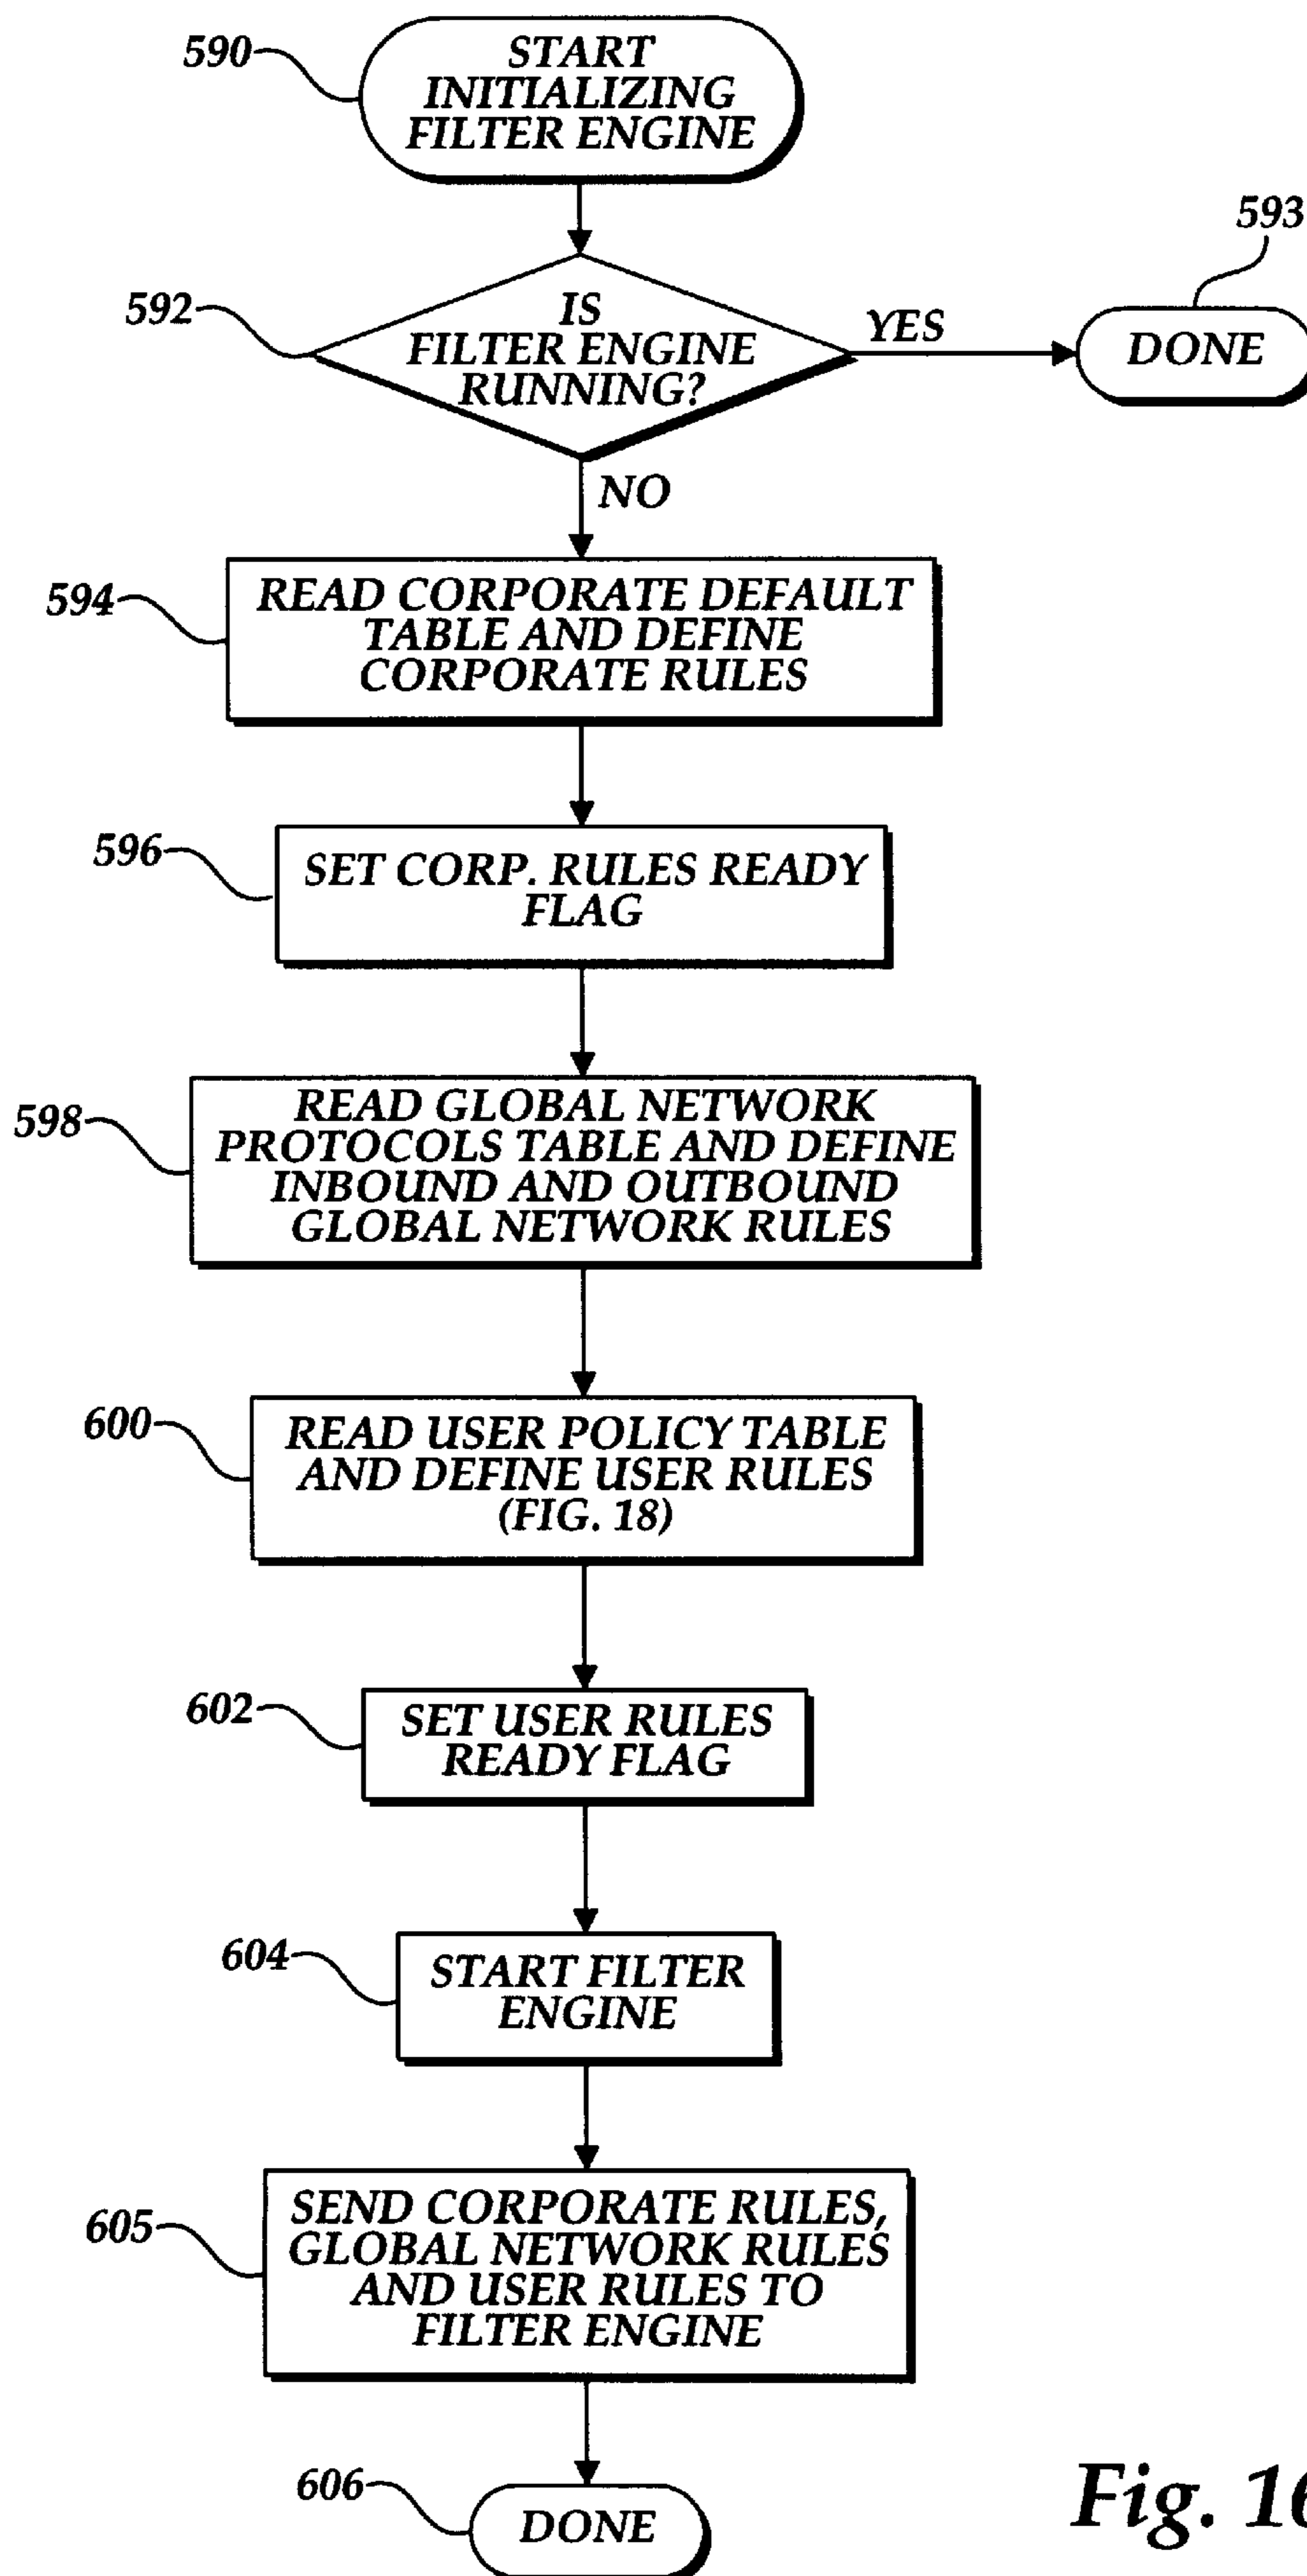 590
START
INITIALIZING
FILTER ENGINE
593
592
IS
FILTER ENGINE
RUNNING?
YES
DONE
NO
594
READ CORPORATE DEFAULT
TABLE AND DEFINE
CORPORATE RULES
596
SET CORP. RULES READY
FLAG
598
READ GLOBAL NETWORK
PROTOCOLS TABLE AND DEFINE
INBOUND AND OUTBOUND
GLOBAL NETWORK RULES
600
READ USER POLICY TABLE
AND DEFINE USER RULES
(FIG. 18)
602
SET USER RULES
READY FLAG
604
START FILTER
ENGINE
605
SEND CORPORATE RULES,
GLOBAL NETWORK RULES
AND USER RULES TO
FILTER ENGINE
606
DONE
Fig. 16